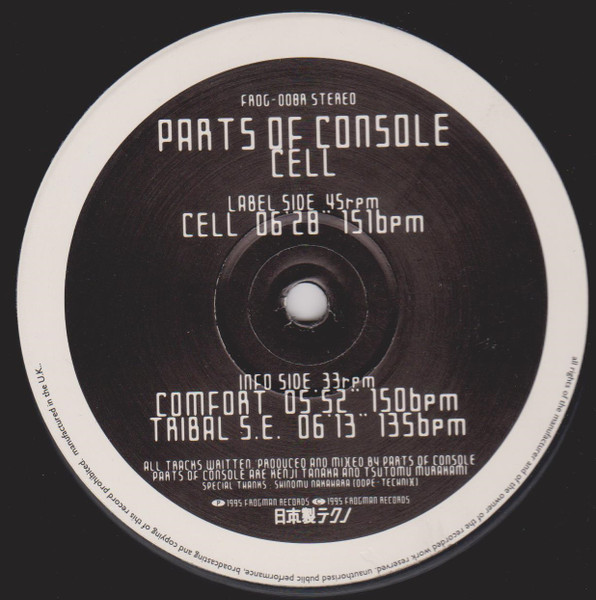 FROG-008R STEREO
PARTS OF CONSOLE
CELL
LABEL SIDE 45rpm
CELL 06'28" 151bpm
INFO SIDE 33rpm
COMFORT 05'52" 150bpm
TRIBAL S.E. 06'13" 135bpm
ALL TRACKS WRITTEN, PRODUCED AND MIXED BY PARTS OF CONSOLE
PARTS OF CONSOLE ARE KENJI TANAKA AND TSUTOMU MURAKAMI
SPECIAL THANKS : SHINOMU NAKAHARA (DOPE-TECHNIX)
Ⓟ 1995 FROGMAN RECORDS © 1995 FROGMAN RECORDS
日本製テクノ
all rights of the manufacturer and of the owner of the recorded work reserved. unauthorised public performance, broadcasting and copying of this record prohibited. manufactured in the U.K.